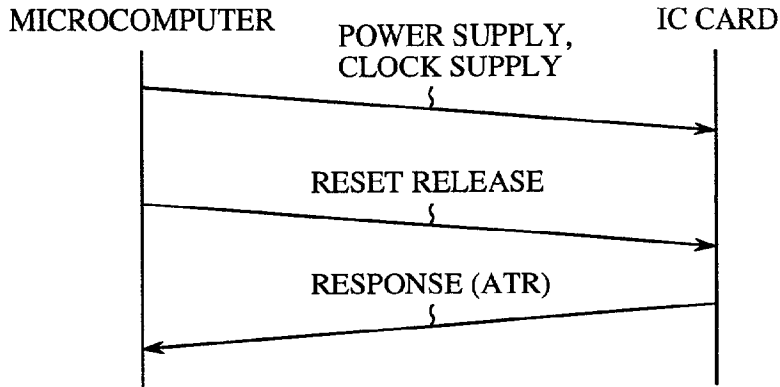 MICROCOMPUTER
IC CARD
POWER SUPPLY,
CLOCK SUPPLY
RESET RELEASE
RESPONSE (ATR)